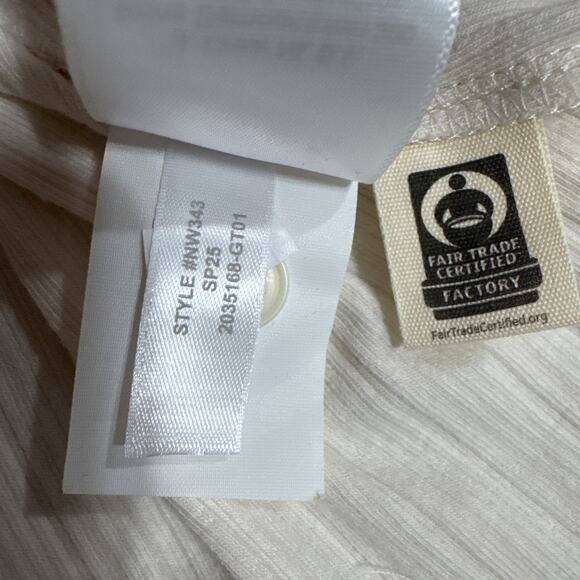 STYLE #NW343
SP25
2035168-GT01
FAIR TRADE
CERTIFIED
FACTORY
FairTradeCertified.org